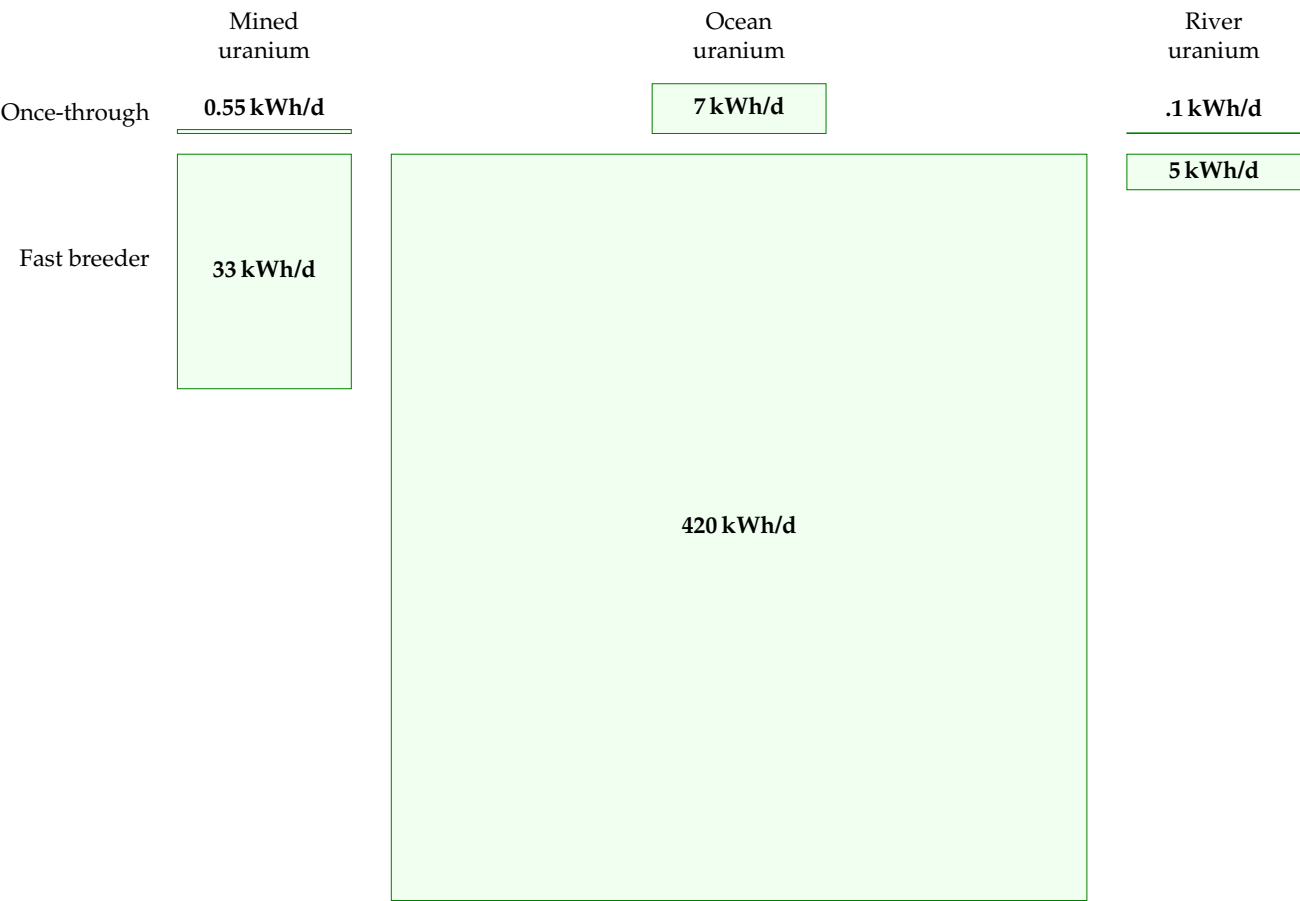 Mined
uranium
Ocean
uranium
River
uranium
Once-through
0.55 kWh/d
7 kWh/d
.1 kWh/d
Fast breeder
33 kWh/d
420 kWh/d
5 kWh/d